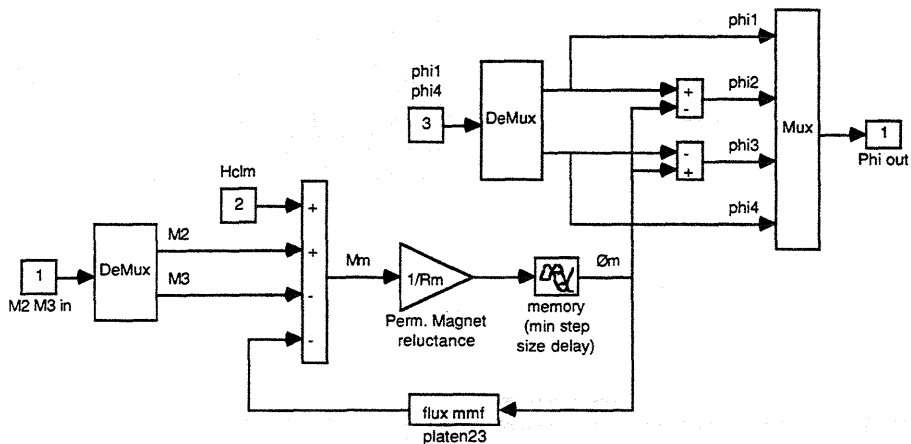 phi1
phi1
phi4
3
DeMux
+
-
phi2
Mux
1
Phi out
-
+
phi3
phi4
Hclm
2
+
M2
+
DeMux
1
M2 M3 in
M3
-
-
Mm
1/Rm
Perm. Magnet
reluctance
Øm
memory
(min step
size delay)
flux mmf
platen23